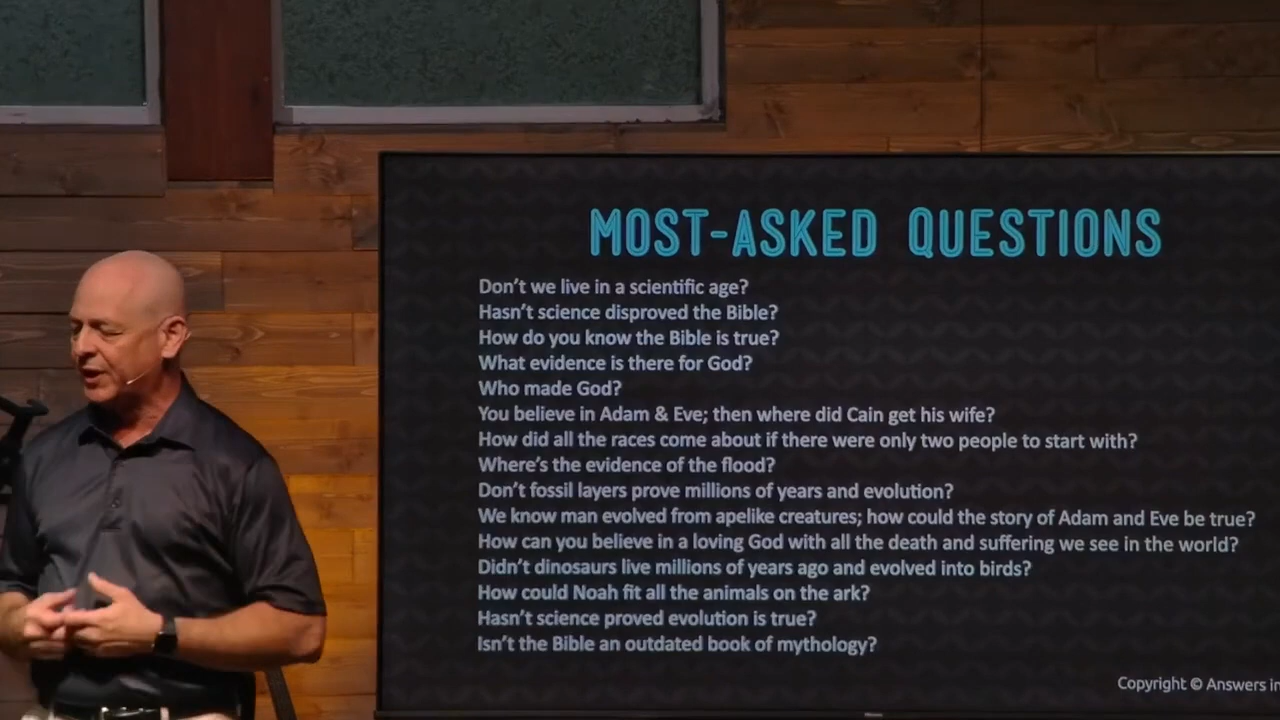 MOST-ASKED QUESTIONS
Don't we live in a scientific age?
Hasn't science disproved the Bible?
How do you know the Bible is true?
What evidence is there for God?
Who made God?
You believe in Adam & Eve; then where did Cain get his wife?
How did all the races come about if there were only two people to start with?
Where's the evidence of the flood?
Don't fossil layers prove millions of years and evolution?
We know man evolved from apelike creatures; how could the story of Adam and Eve be true?
How can you believe in a loving God with all the death and suffering we see in the world?
Didn't dinosaurs live millions of years ago and evolved into birds?
How could Noah fit all the animals on the ark?
Hasn't science proved evolution is true?
Isn't the Bible an outdated book of mythology?
Copyright © Answers in